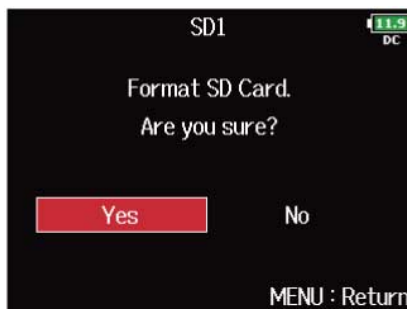 SD1
11.9
DC
Format SD Card.
Are you sure?
Yes No
MENU : Return